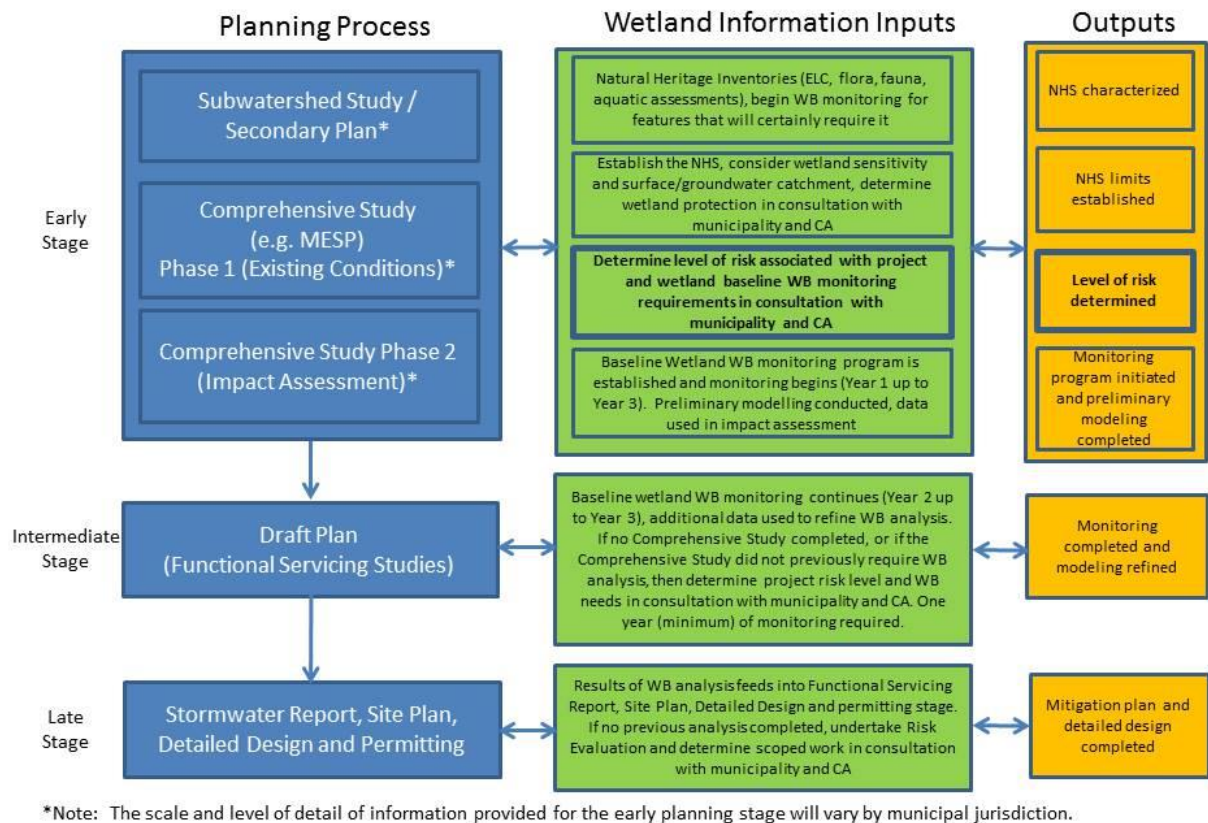 Planning Process
Wetland Information Inputs
Outputs
Early
Stage
Subwatershed Study /
Secondary Plan*
Comprehensive Study
(e.g. MESP)
Phase 1 (Existing Conditions)*
Comprehensive Study Phase 2
(Impact Assessment)*
Natural Heritage Inventories (ELC, flora, fauna,
aquatic assessments), begin WB monitoring for
features that will certainly require it
Establish the NHS, consider wetland sensitivity
and surface/groundwater catchment, determine
wetland protection in consultation with
municipality and CA
Determine level of risk associated with project
and wetland baseline WB monitoring
requirements in consultation with
municipality and CA
Baseline Wetland WB monitoring program is
established and monitoring begins (Year 1 up to
Year 3). Preliminary modelling conducted, data
used in impact assessment
NHS characterized
NHS limits
established
Level of risk
determined
Monitoring
program initiated
and preliminary
modeling
completed
Intermediate
Stage
Draft Plan
(Functional Servicing Studies)
Baseline wetland WB monitoring continues (Year 2 up
to Year 3), additional data used to refine WB analysis.
If no Comprehensive Study completed, or if the
Comprehensive Study did not previously require WB
analysis, then determine project risk level and WB
needs in consultation with municipality and CA. One
year (minimum) of monitoring required.
Monitoring
completed and
modeling refined
Late
Stage
Stormwater Report, Site Plan,
Detailed Design and Permitting
Results of WB analysis feeds into Functional Servicing
Report, Site Plan, Detailed Design and permitting stage.
If no previous analysis completed, undertake Risk
Evaluation and determine scoped work in consultation
with municipality and CA
Mitigation plan and
detailed design
completed
*Note: The scale and level of detail of information provided for the early planning stage will vary by municipal jurisdiction.